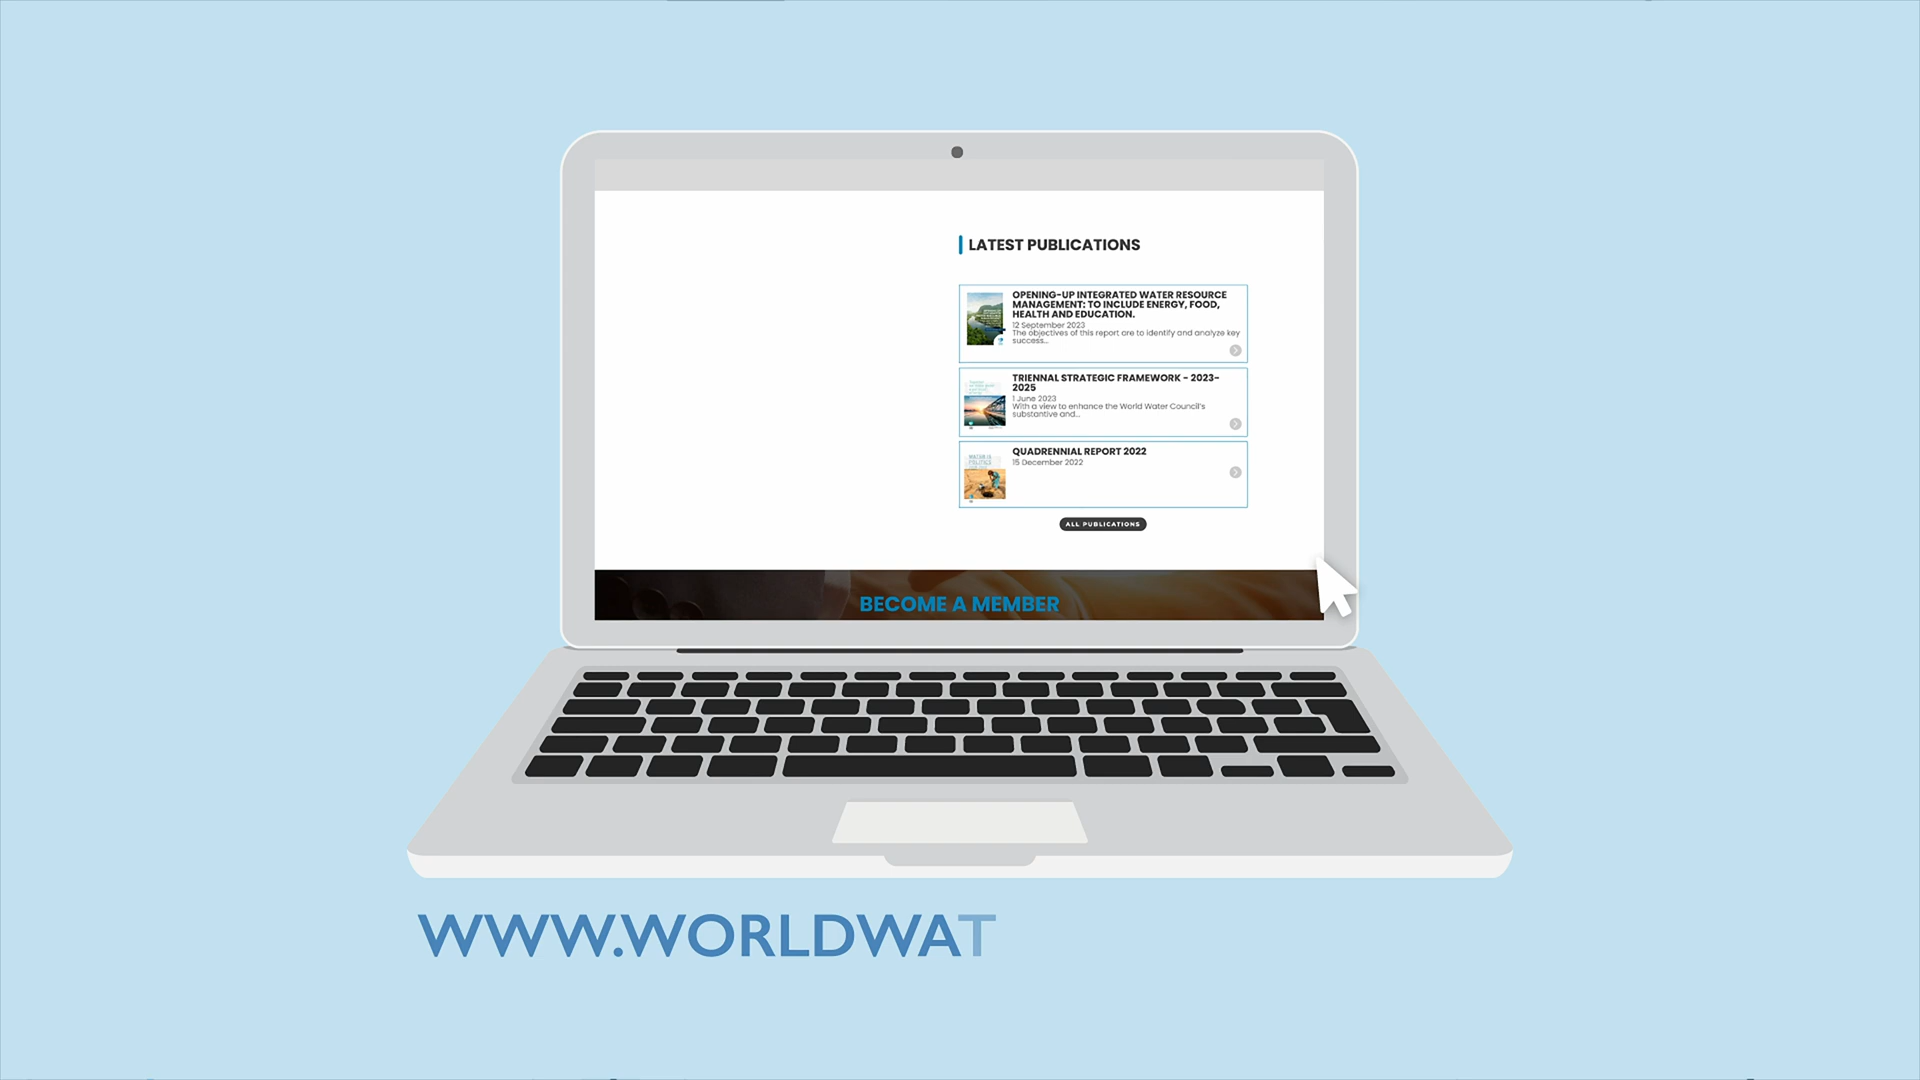 LATEST PUBLICATIONS
OPENING-UP INTEGRATED WATER RESOURCE
MANAGEMENT: TO INCLUDE ENERGY, FOOD,
HEALTH AND EDUCATION.
12 September 2023
The objectives of this report are to identify and analyze key
success...
TRIENNAL STRATEGIC FRAMEWORK - 2023-
2025
1 June 2023
With a view to enhance the World Water Council's
substantive and...
QUADRENNIAL REPORT 2022
15 December 2022
ALL PUBLICATIONS
BECOME A MEMBER
WWW.WORLDWAT